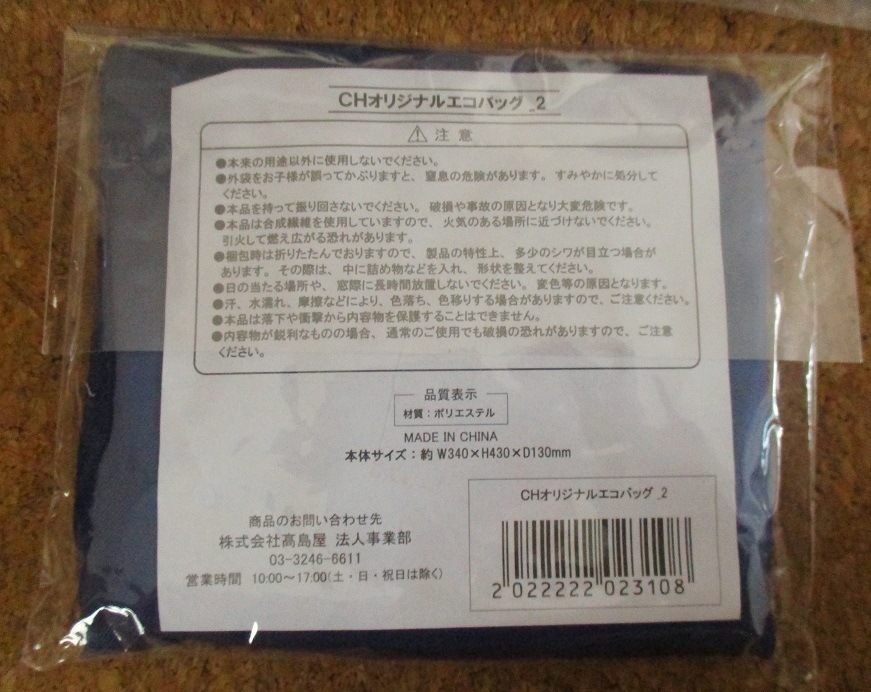 CHオリジナルエコバッグ_2
⚠ 注意
●本来の用途以外に使用しないでください。
●外袋をお子様が誤ってかぶりますと、窒息の危険があります。すみやかに処分して
ください。
●本品を持って振り回さないでください。破損や事故の原因となり大変危険です。
●本品は合成繊維を使用していますので、火気のある場所に近づけないでください。
引火して燃え広がる恐れがあります。
●梱包時は折りたたんでおりますので、製品の特性上、多少のシワが目立つ場合が
あります。その際は、中に詰め物などを入れ、形状を整えてください。
●日の当たる場所や、窓際に長時間放置しないでください。変色等の原因となります。
●汗、水濡れ、摩擦などにより、色落ち、色移りする場合がありますので、ご注意ください。
●本品は落下や衝撃から内容物を保護することはできません。
●内容物が鋭利なものの場合、通常のご使用でも破損の恐れがありますので、ご注意
ください。
品質表示
材質：ポリエステル
MADE IN CHINA
本体サイズ：約 W340×H430×D130mm
商品のお問い合わせ先
株式会社髙島屋 法人事業部
03-3246-6611
営業時間 10:00～17:00(土・日・祝日は除く)
CHオリジナルエコバッグ_2
2 022222 023108